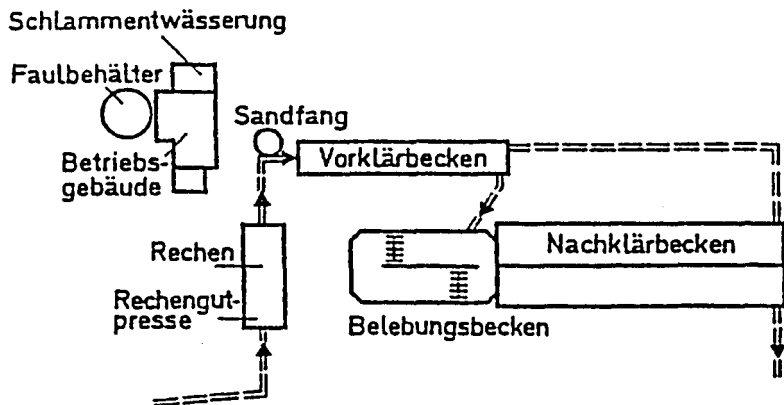 Schlammentwässerung
Faulbehälter
Sandfang
Betriebs-
gebäude
Vorklärbecken
Rechen
Rechengut-
presse
Nachklärbecken
Belebungsbecken